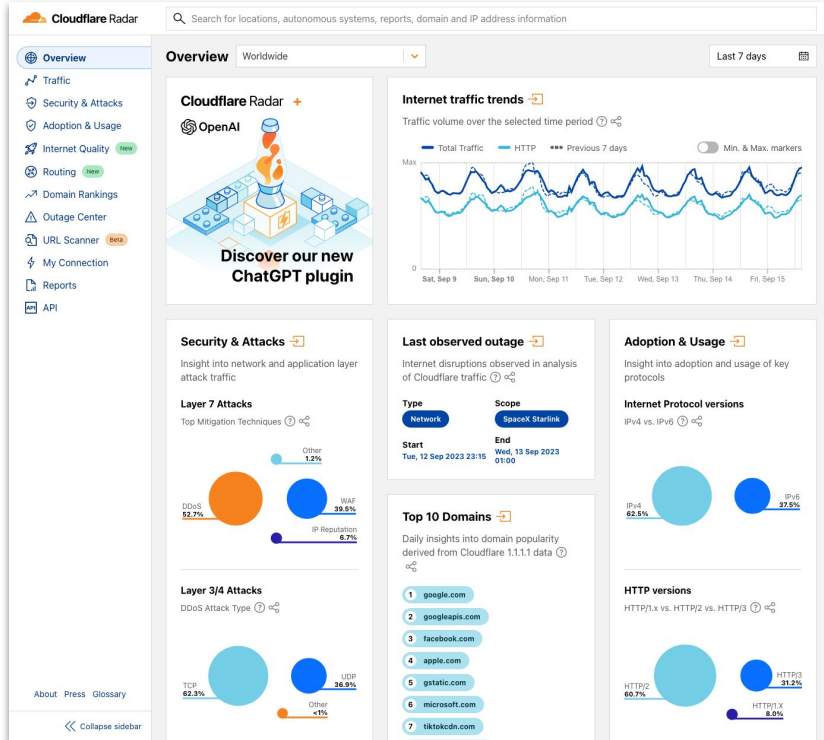 Cloudflare Radar
Search for locations, autonomous systems, reports, domain and IP address information
Overview
Traffic
Security & Attacks
Adoption & Usage
Internet Quality New
Routing New
Domain Rankings
Outage Center
URL Scanner Beta
My Connection
Reports
API API
About Press Glossary
Collapse sidebar
Overview Worldwide
Last 7 days
Cloudflare Radar +
OpenAI
Discover our new
ChatGPT plugin
Internet traffic trends
Traffic volume over the selected time period ?
Total Traffic HTTP Previous 7 days Min. & Max. markers
Max
0
Sat, Sep 9 Sun, Sep 10 Mon, Sep 11 Tue, Sep 12 Wed, Sep 13 Thu, Sep 14 Fri, Sep 15
Security & Attacks
Insight into network and application layer
attack traffic
Layer 7 Attacks
Top Mitigation Techniques ?
Other
1.2%
DDoS
52.7%
WAF
39.5%
IP Reputation
6.7%
Layer 3/4 Attacks
DDoS Attack Type ?
TCP
62.3%
UDP
36.9%
Other
<1%
Last observed outage
Internet disruptions observed in analysis
of Cloudflare traffic ?
Type Scope
Network SpaceX Starlink
Start End
Tue, 12 Sep 2023 23:15 Wed, 13 Sep 2023
01:00
Top 10 Domains
Daily insights into domain popularity
derived from Cloudflare 1.1.1.1 data ?
1 google.com
2 googleapis.com
3 facebook.com
4 apple.com
5 gstatic.com
6 microsoft.com
7 tiktokcdn.com
Adoption & Usage
Insight into adoption and usage of key
protocols
Internet Protocol versions
IPv4 vs. IPv6 ?
IPv4
62.5%
IPv6
37.5%
HTTP versions
HTTP/1.x vs. HTTP/2 vs. HTTP/3 ?
HTTP/2
60.7%
HTTP/3
31.2%
HTTP/1.X
8.0%